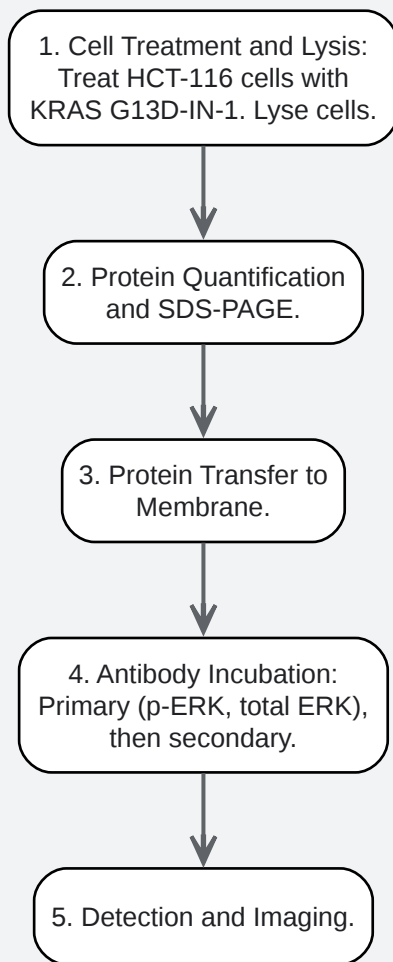 1. Cell Treatment and Lysis:
Treat HCT-116 cells with
KRAS G13D-IN-1. Lyse cells.
2. Protein Quantification
and SDS-PAGE.
3. Protein Transfer to
Membrane.
4. Antibody Incubation:
Primary (p-ERK, total ERK),
then secondary.
5. Detection and Imaging.